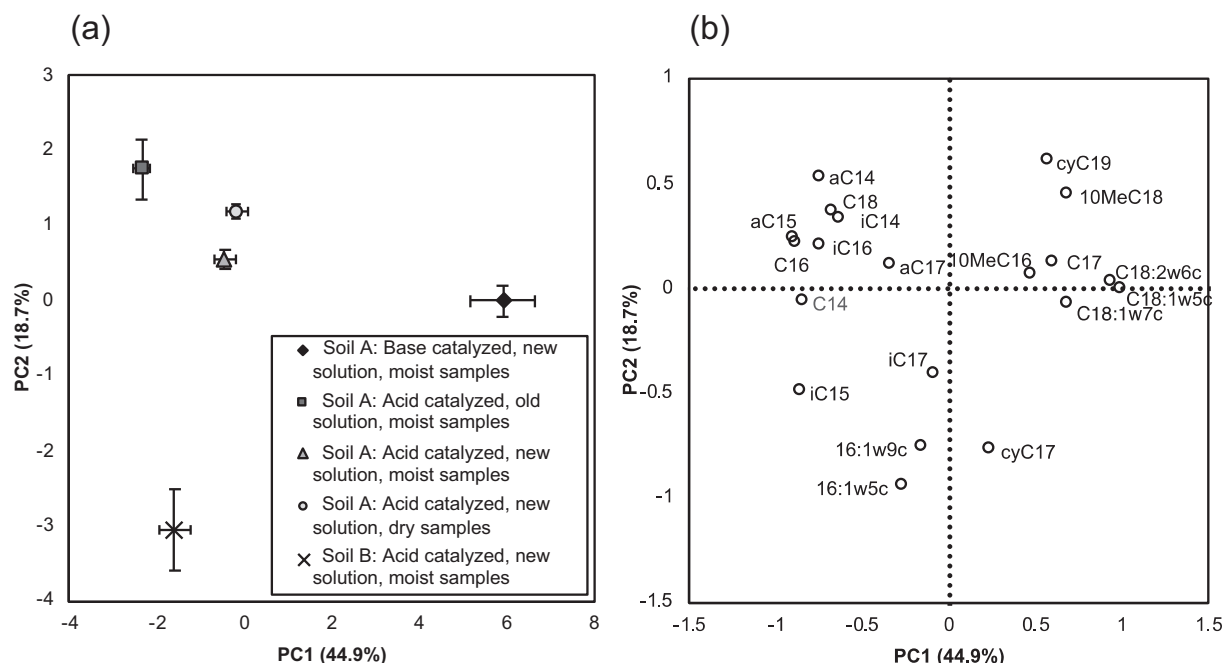 (a)
3
2
1
0
-1
-2
-3
-4
PC2 (18.7%)
-4
-2
0
2
4
6
8
PC1 (44.9%)
Soil A: Base catalyzed, new
solution, moist samples
Soil A: Acid catalyzed, old
solution, moist samples
Soil A: Acid catalyzed, new
solution, moist samples
Soil A: Acid catalyzed, new
solution, dry samples
Soil B: Acid catalyzed, new
solution, moist samples
(b)
1
0.5
0
-0.5
-1
-1.5
PC2 (18.7%)
-1.5
-1
-0.5
0
0.5
1
1.5
PC1 (44.9%)
cyC19
aC14
10MeC18
C18
iC14
aC15
iC16
C16
aC17
10MeC16
C17
C18:2w6c
C18:1w5c
C14
C18:1w7c
iC17
iC15
16:1w9c
cyC17
16:1w5c